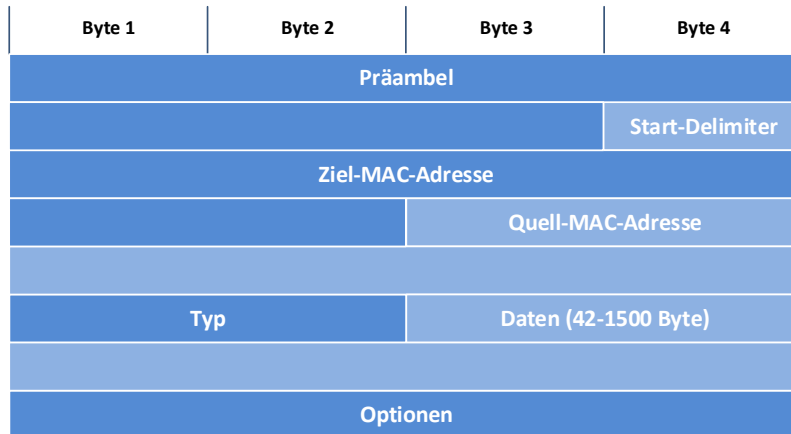 Byte 1 Byte 2 Byte 3 Byte 4
Präambel
Start-Delimiter
Ziel-MAC-Adresse
Quell-MAC-Adresse
Typ Daten (42-1500 Byte)
Optionen